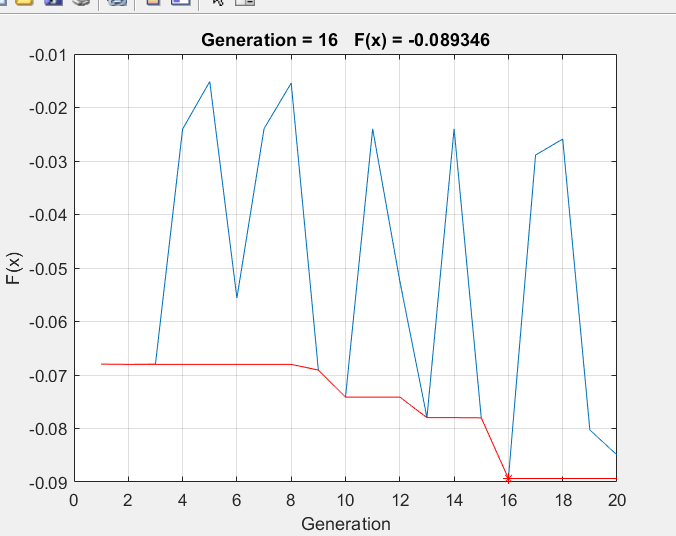 Generation = 16 F(x) = -0.089346
-0.01
-0.02
-0.03
-0.04
-0.05
-0.06
-0.07
-0.08
-0.09
F(x)
0 2 4 6 8 10 12 14 16 18 20
Generation